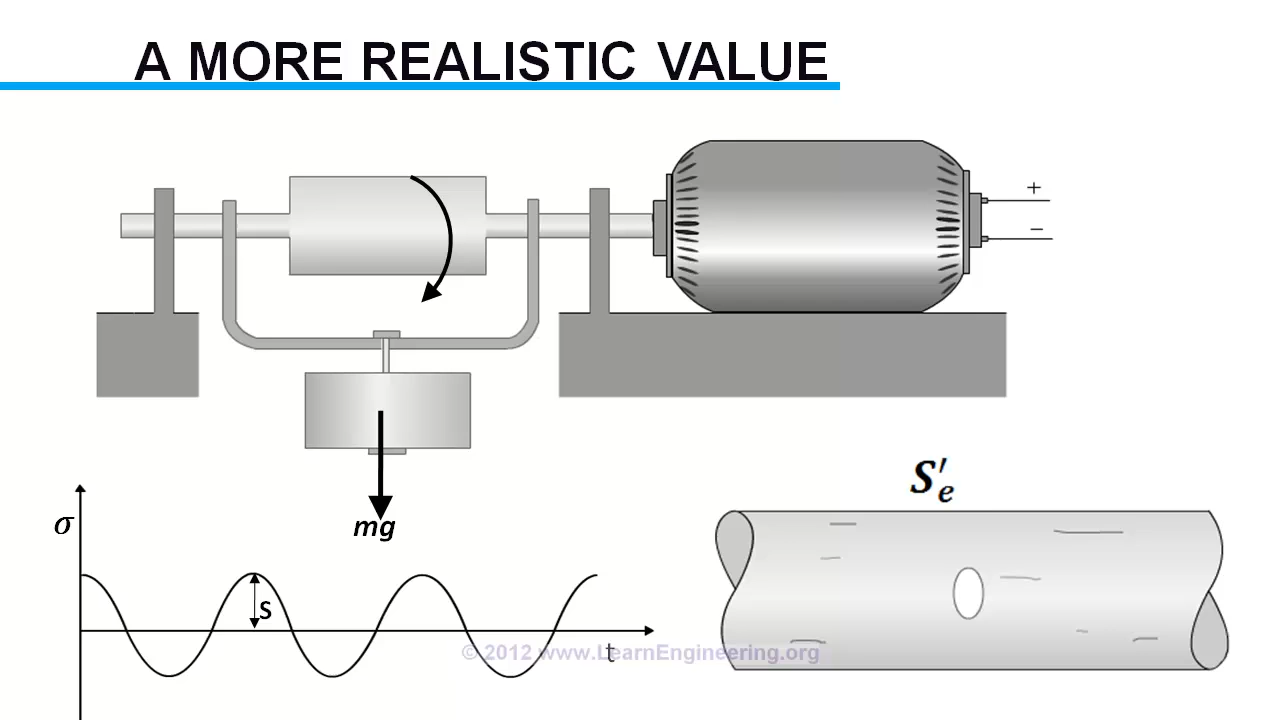 A MORE REALISTIC VALUE
+
−
S′e
σ
mg
S
t
© 2012 www.LearnEngineering.org